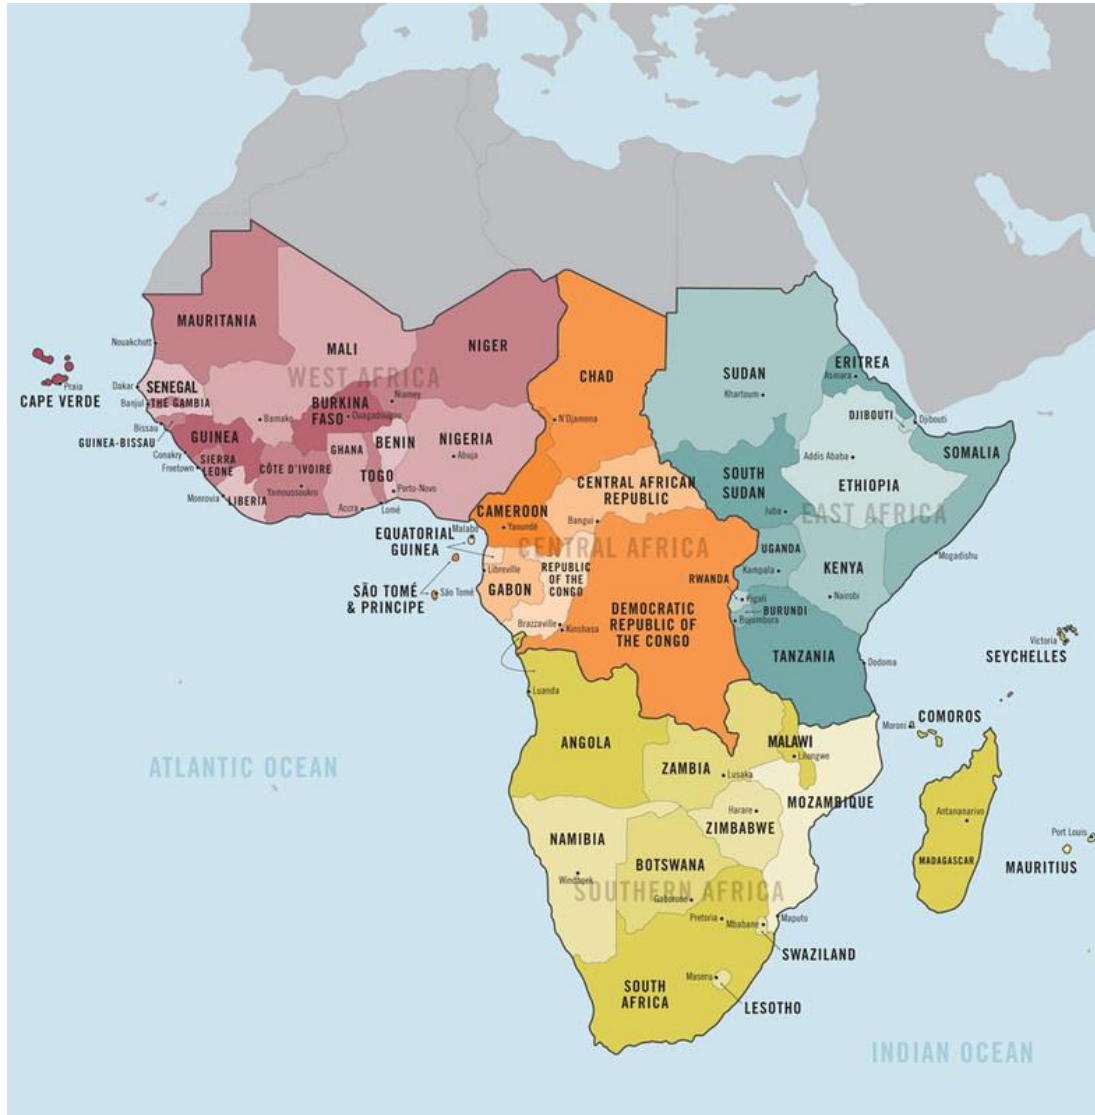 MAURITANIA
Nouakchott
MALI
NIGER
CHAD
SUDAN
ERITREA
Asmara
Khartoum
WEST AFRICA
Praia
CAPE VERDE
Dakar
SENEGAL
Banjul
THE GAMBIA
Niamey
BURKINA
FASO
Ouagadougou
Bamako
N'Djamena
DJIBOUTI
Djibouti
Bissau
GUINEA-BISSAU
GUINEA
Conakry
SIERRA
LEONE
Freetown
CÔTE D'IVOIRE
Yamoussoukro
GHANA
BENIN
TOGO
NIGERIA
Abuja
Porto-Novo
Monrovia
LIBERIA
Accra
Lomé
SOMALIA
Addis Ababa
ETHIOPIA
SOUTH
SUDAN
Juba
EAST AFRICA
CENTRAL AFRICAN
REPUBLIC
Bangui
CAMEROON
Yaoundé
CENTRAL AFRICA
Malabo
EQUATORIAL
GUINEA
Libreville
GABON
REPUBLIC
OF THE
CONGO
UGANDA
Kampala
KENYA
Nairobi
Mogadishu
RWANDA
Kigali
BURUNDI
Bujumbura
SÃO TOMÉ
& PRINCIPE
São Tomé
Brazzaville
Kinshasa
DEMOCRATIC
REPUBLIC OF
THE CONGO
TANZANIA
Dodoma
Victoria
SEYCHELLES
Luanda
ANGOLA
Moroni
COMOROS
MALAWI
Lilongwe
ZAMBIA
Lusaka
ATLANTIC OCEAN
MOZAMBIQUE
Harare
ZIMBABWE
Antananarivo
MADAGASCAR
Port Louis
MAURITIUS
NAMIBIA
Windhoek
BOTSWANA
SOUTHERN AFRICA
Gaborone
Pretoria
Mbabane
Maputo
SWAZILAND
Maseru
SOUTH
AFRICA
LESOTHO
INDIAN OCEAN